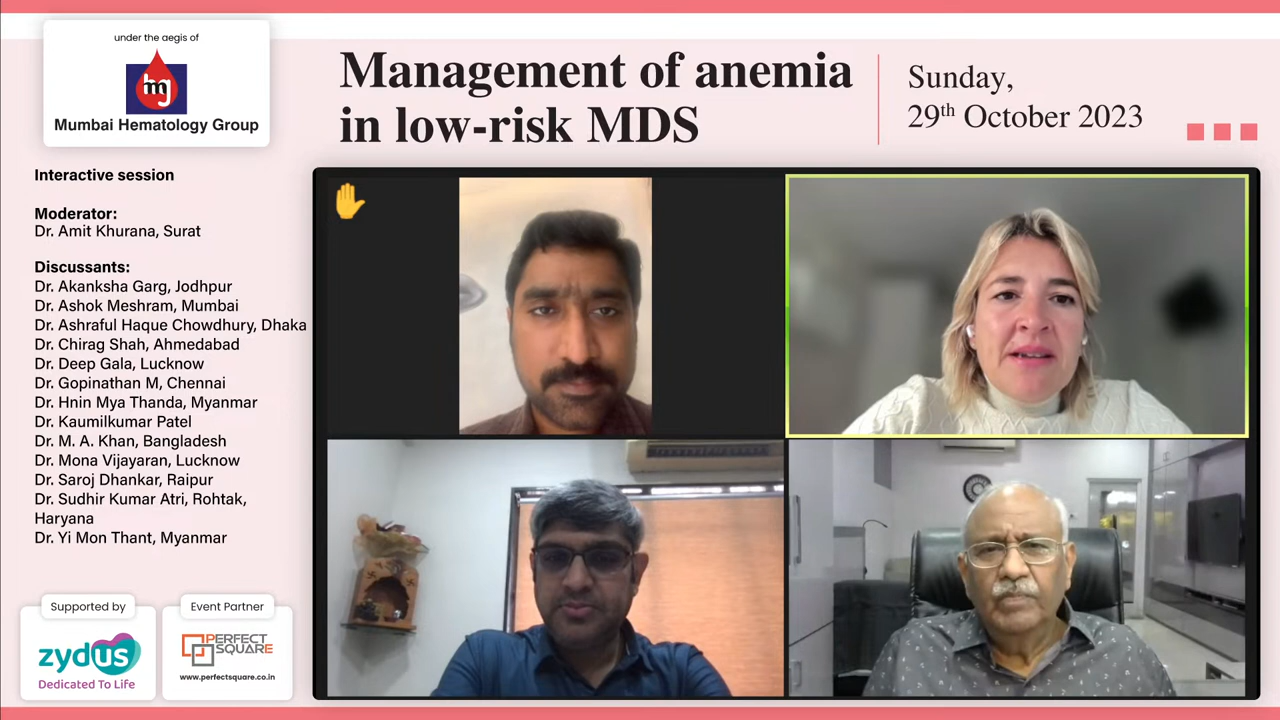 under the aegis of
mg
Mumbai Hematology Group
Management of anemia
in low-risk MDS
Sunday,
29th October 2023
Interactive session
Moderator:
Dr. Amit Khurana, Surat
Discussants:
Dr. Akanksha Garg, Jodhpur
Dr. Ashok Meshram, Mumbai
Dr. Ashraful Haque Chowdhury, Dhaka
Dr. Chirag Shah, Ahmedabad
Dr. Deep Gala, Lucknow
Dr. Gopinathan M, Chennai
Dr. Hnin Mya Thanda, Myanmar
Dr. Kaumilkumar Patel
Dr. M. A. Khan, Bangladesh
Dr. Mona Vijayaran, Lucknow
Dr. Saroj Dhankar, Raipur
Dr. Sudhir Kumar Atri, Rohtak,
Haryana
Dr. Yi Mon Thant, Myanmar
Supported by
zydus
Dedicated To Life
Event Partner
PERFECT
SQUARE
www.perfectsquare.co.in